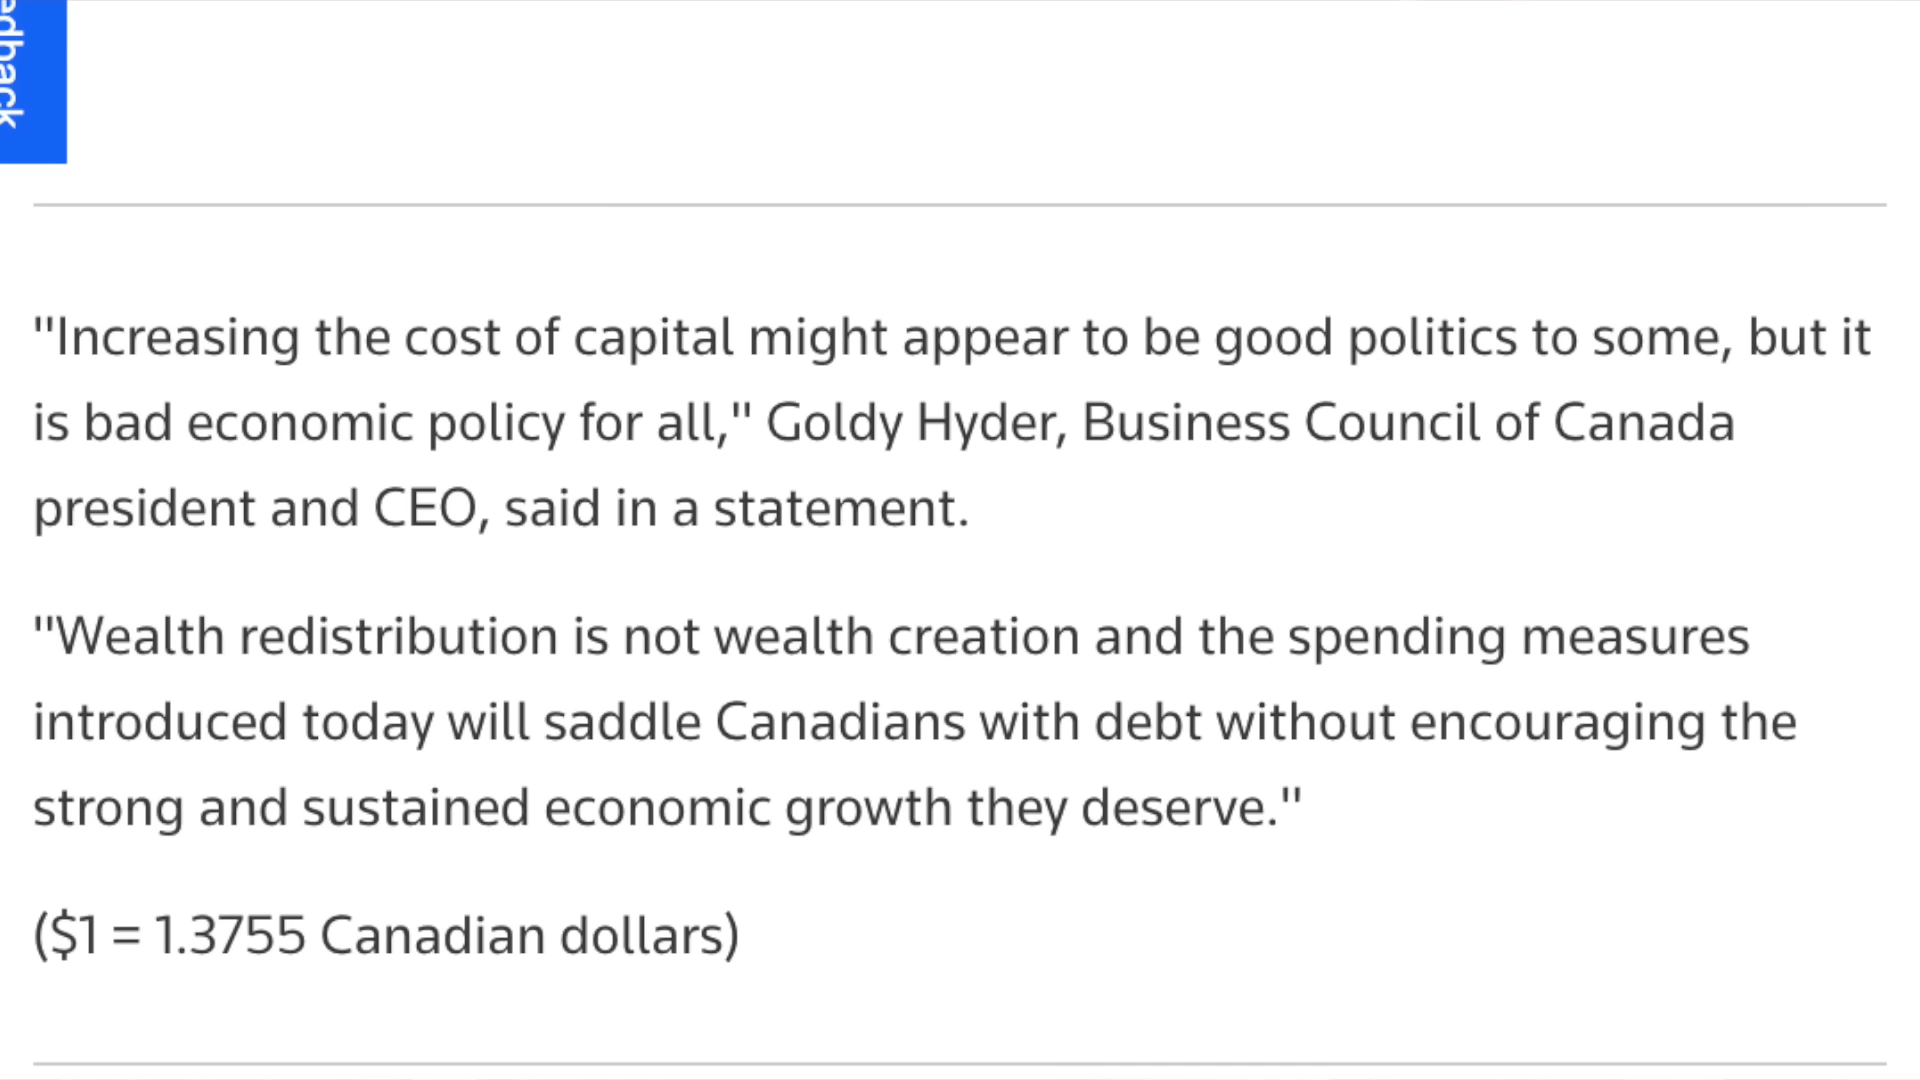 edback
"Increasing the cost of capital might appear to be good politics to some, but it
is bad economic policy for all," Goldy Hyder, Business Council of Canada
president and CEO, said in a statement.
"Wealth redistribution is not wealth creation and the spending measures
introduced today will saddle Canadians with debt without encouraging the
strong and sustained economic growth they deserve."
($1 = 1.3755 Canadian dollars)